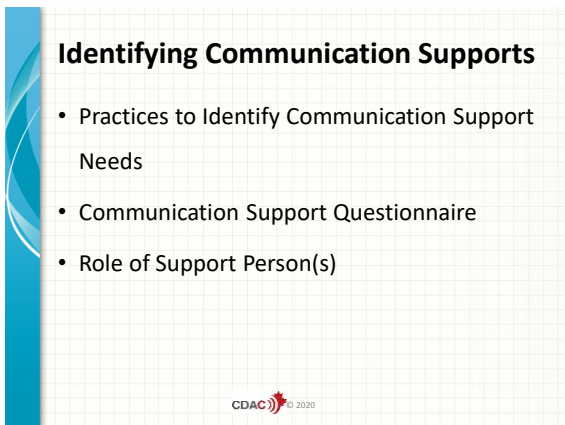 Identifying Communication Supports
• Practices to Identify Communication Support
Needs
• Communication Support Questionnaire
• Role of Support Person(s)
CDAC © 2020